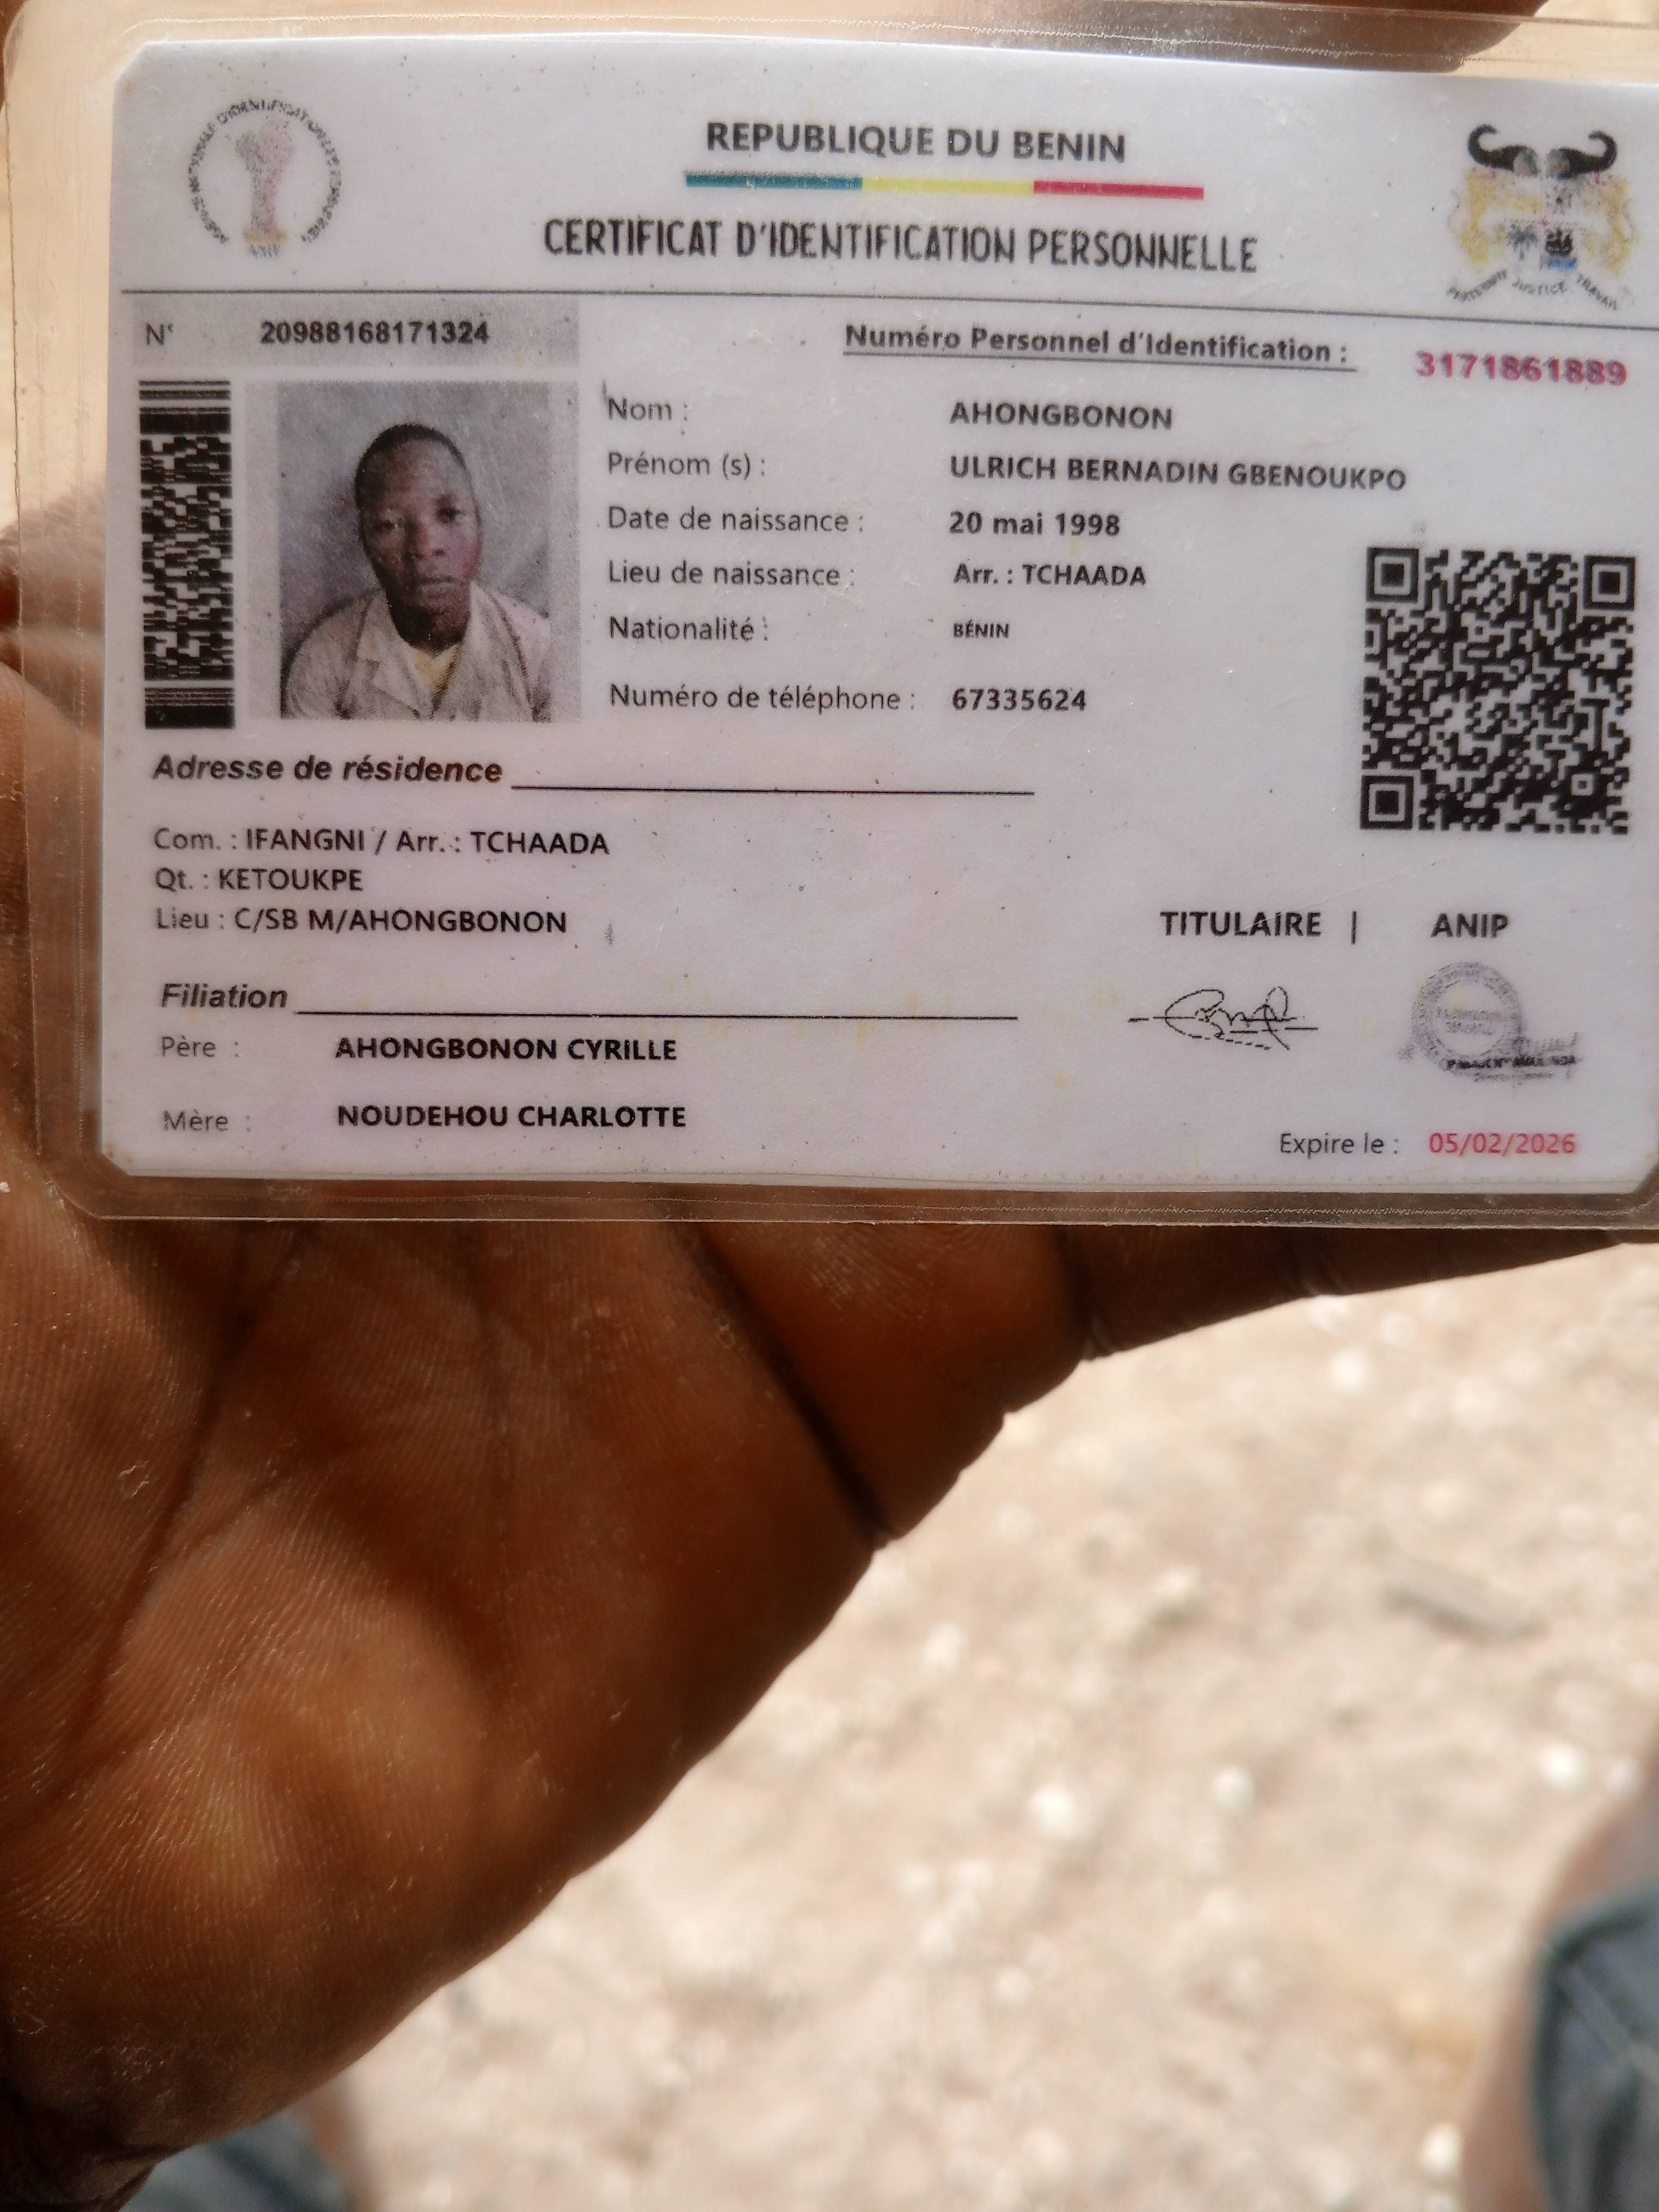 REPUBLIQUE DU BENIN
CERTIFICAT D'IDENTIFICATION PERSONNELLE
N° 20988168171324
Numéro Personnel d'Identification : 3171861889
Nom : AHONGBONON
Prénom (s) : ULRICH BERNADIN GBENOUKPO
Date de naissance : 20 mai 1998
Lieu de naissance : Arr. : TCHAADA
Nationalité : BÉNIN
Numéro de téléphone : 67335624
Adresse de résidence
Com. : IFANGNI / Arr. : TCHAADA
Qt. : KETOUKPE
Lieu : C/SB M/AHONGBONON
TITULAIRE | ANIP
Filiation
Père : AHONGBONON CYRILLE
Mère : NOUDEHOU CHARLOTTE
Expire le : 05/02/2026
FRATERNITE JUSTICE TRAVAIL